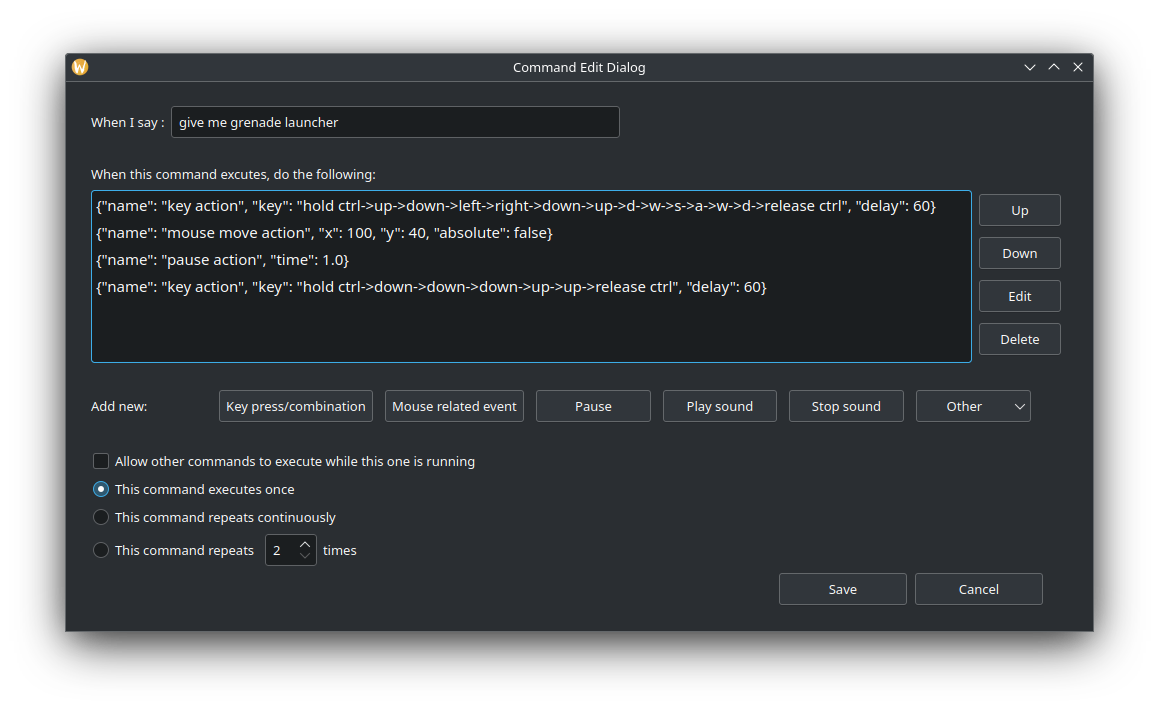 Command Edit Dialog
When I say : give me grenade launcher
When this command excutes, do the following:
{"name": "key action", "key": "hold ctrl->up->down->left->right->down->up->d->w->s->a->w->d->release ctrl", "delay": 60}
{"name": "mouse move action", "x": 100, "y": 40, "absolute": false}
{"name": "pause action", "time": 1.0}
{"name": "key action", "key": "hold ctrl->down->down->down->up->up->release ctrl", "delay": 60}
Up
Down
Edit
Delete
Add new: Key press/combination Mouse related event Pause Play sound Stop sound Other
Allow other commands to execute while this one is running
This command executes once
This command repeats continuously
This command repeats 2 times
Save Cancel